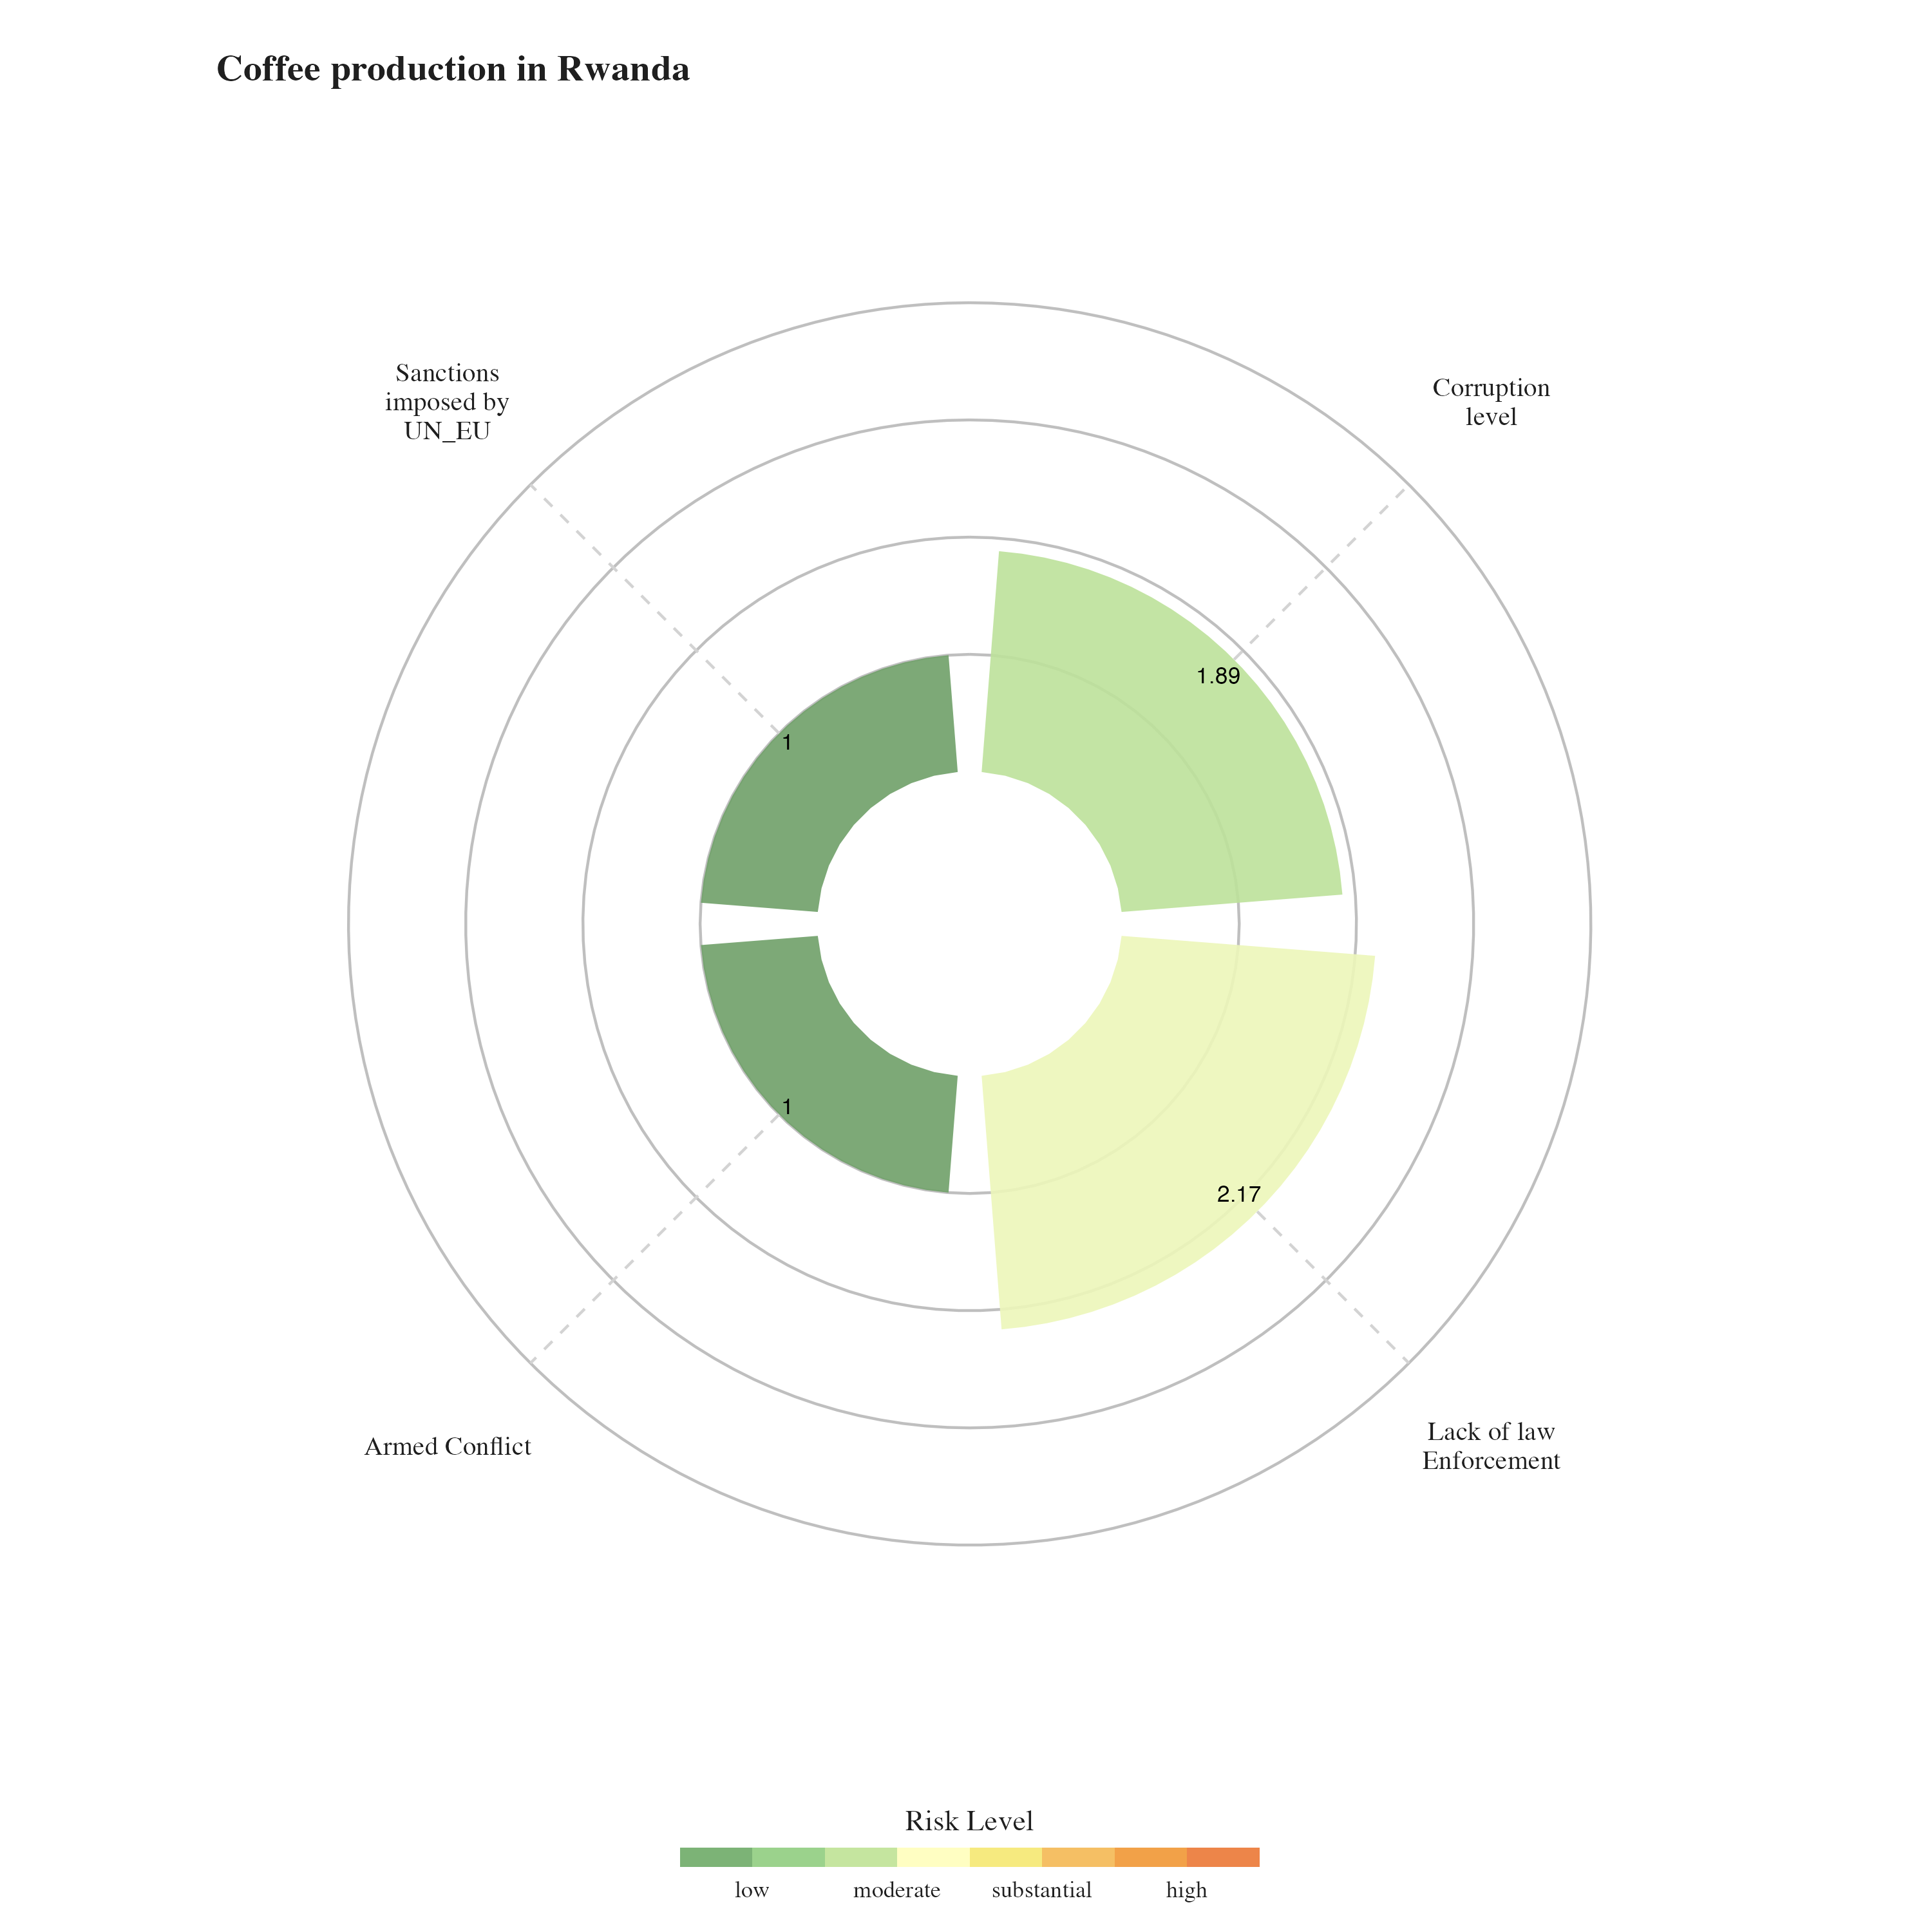 Coffee production in Rwanda
Sanctions
imposed by
UN_EU
Corruption
level
1.89
1
1
2.17
Armed Conflict
Lack of law
Enforcement
Risk Level
low moderate substantial high